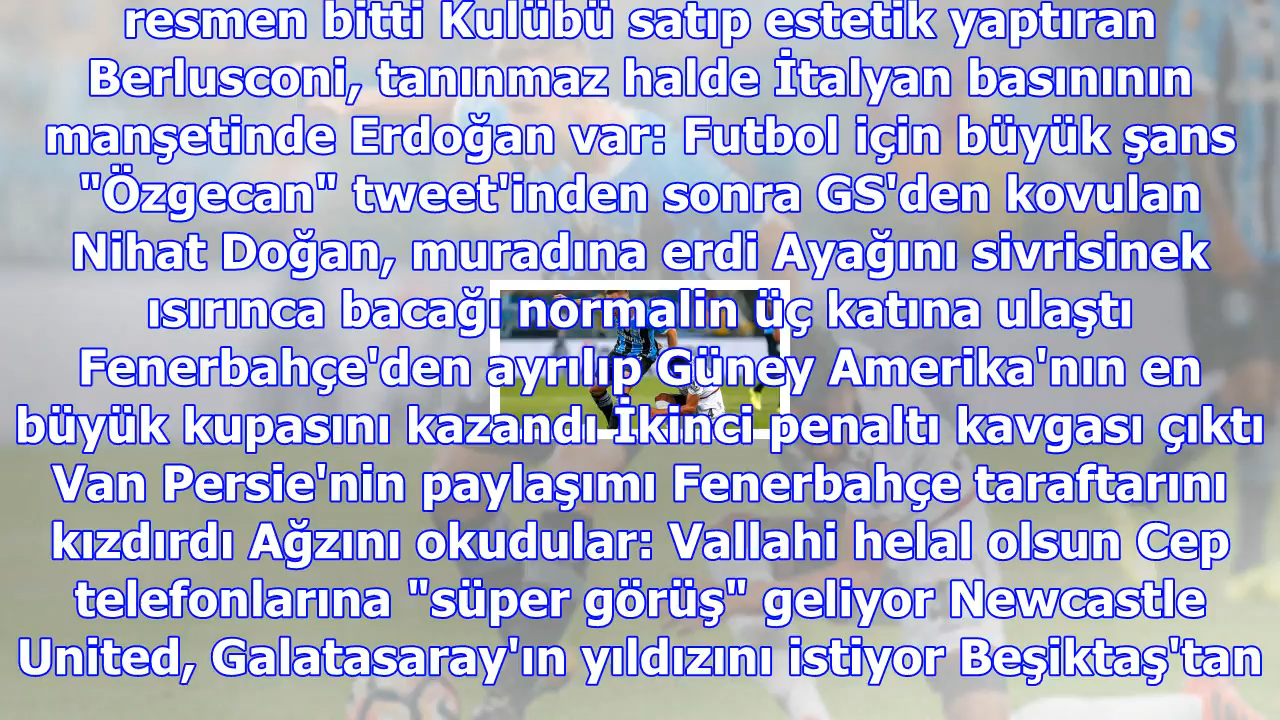 resmen bitti Kulübü satıp estetik yaptıran
Berlusconi, tanınmaz halde İtalyan basınının
manşetinde Erdoğan var: Futbol için büyük şans
"Özgecan" tweet'inden sonra GS'den kovulan
Nihat Doğan, muradına erdi Ayağını sivrisinek
ısırınca bacağı normalin üç katına ulaştı
Fenerbahçe'den ayrılıp Güney Amerika'nın en
büyük kupasını kazandı İkinci penaltı kavgası çıktı
Van Persie'nin paylaşımı Fenerbahçe taraftarını
kızdırdı Ağzını okudular: Vallahi helal olsun Cep
telefonlarına "süper görüş" geliyor Newcastle
United, Galatasaray'ın yıldızını istiyor Beşiktaş'tan